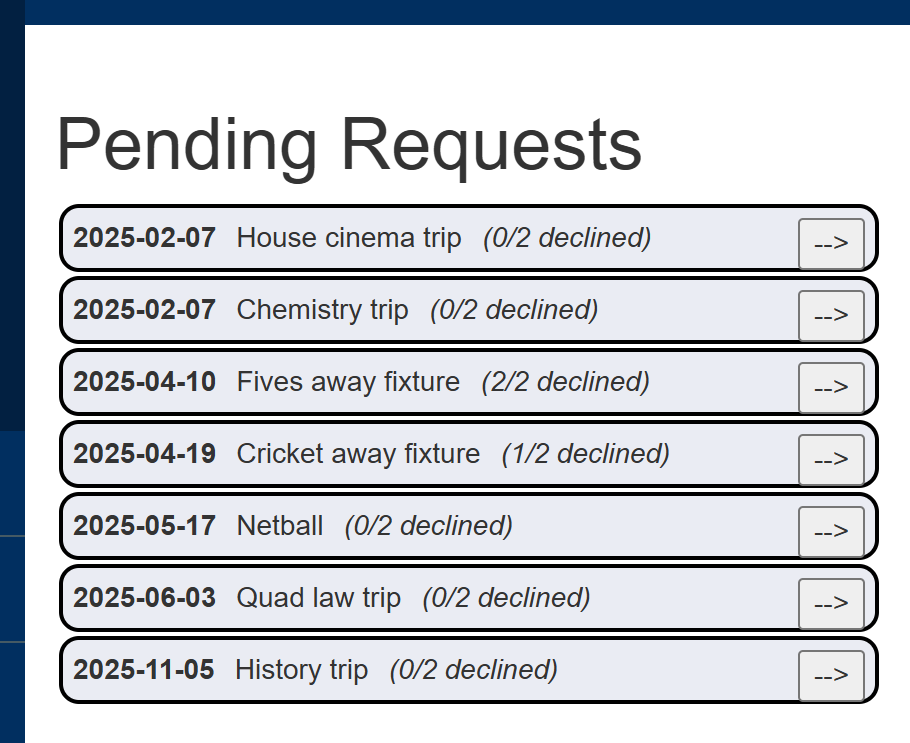 Pending Requests
2025-02-07 House cinema trip (0/2 declined) -->
2025-02-07 Chemistry trip (0/2 declined) -->
2025-04-10 Fives away fixture (2/2 declined) -->
2025-04-19 Cricket away fixture (1/2 declined) -->
2025-05-17 Netball (0/2 declined) -->
2025-06-03 Quad law trip (0/2 declined) -->
2025-11-05 History trip (0/2 declined) -->